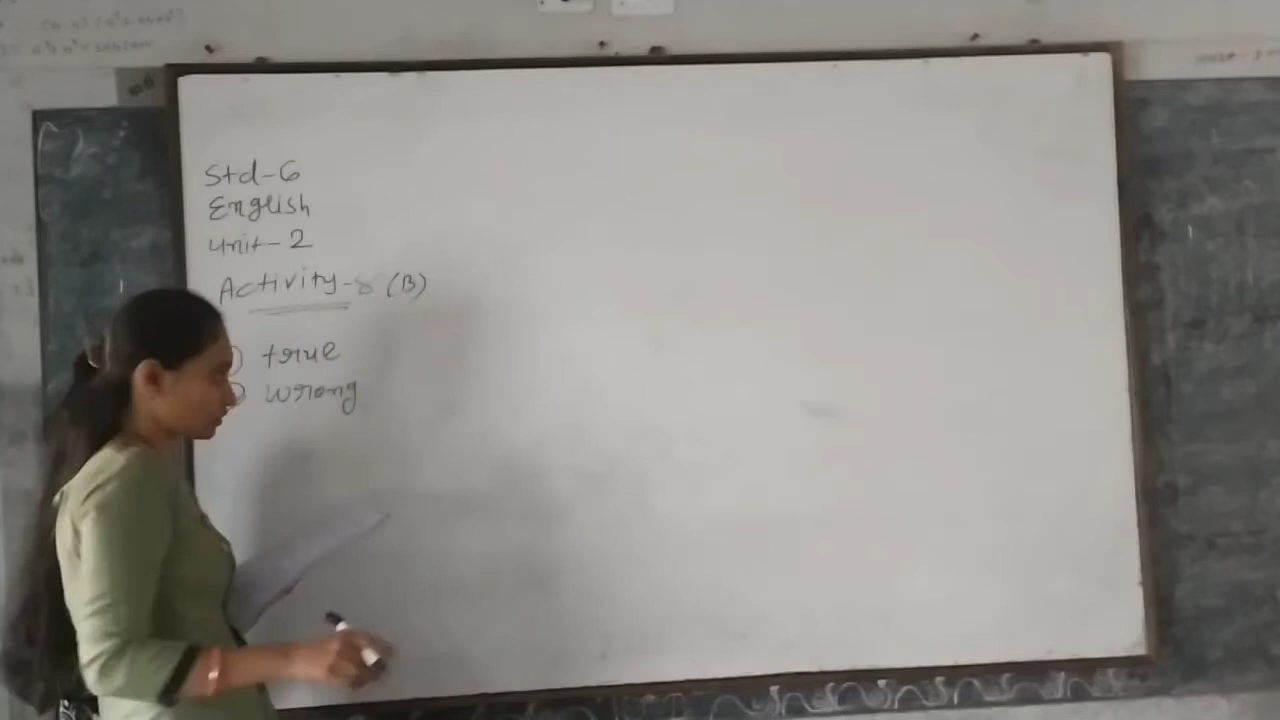 Std-6
English
Unit-2
Activity-8 (B)
) true
) wrong